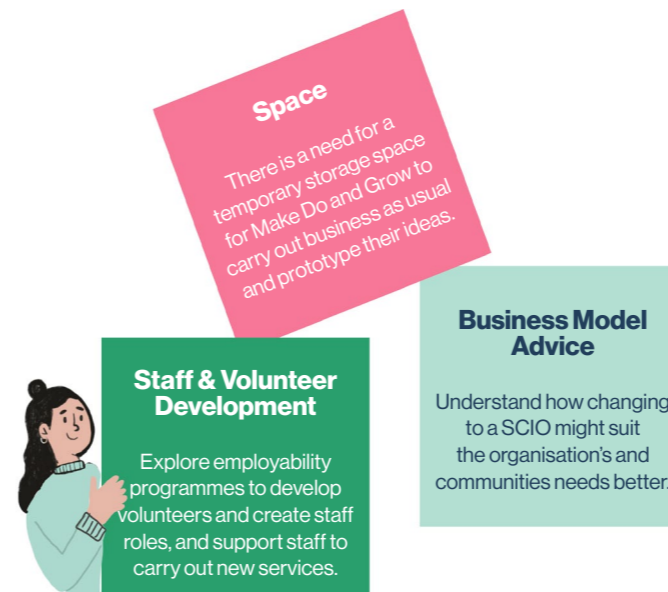 Space
There is a need for a
temporary storage space
for Make Do and Grow to
carry out business as usual
and prototype their ideas.
Business Model
Advice
Understand how changing
to a SCIO might suit
the organisation's and
communities needs better.
Staff & Volunteer
Development
Explore employability
programmes to develop
volunteers and create staff
roles, and support staff to
carry out new services.